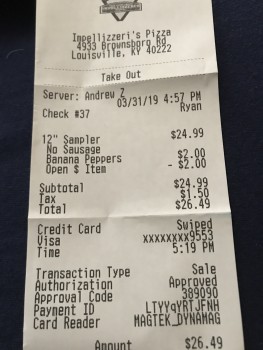 Impellizzeri's Pizza
4933 Brownsboro Rd
Louisville, KY 40222
Take Out
Server: Andrew Z
03/31/19 4:57 PM
Check #37 Ryan
12" Sampler $24.99
No Sausage
Banana Peppers $2.00
Open $ Item - $2.00
Subtotal $24.99
Tax $1.50
Total $26.49
Credit Card Swiped
Visa xxxxxxxx9553
Time 5:19 PM
Transaction Type Sale
Authorization Approved
Approval Code 389090
Payment ID LTYYqYRTJFNH
Card Reader MAGTEK_DYNAMAG
Amount $26.49